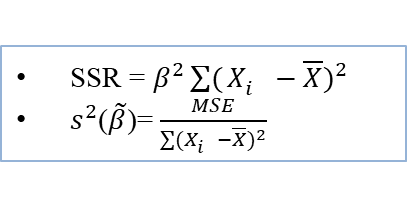 • SSR = β² ∑(Xᵢ − X̅)²
• s²(β̃)= MSE / ∑(Xᵢ −X̅)²